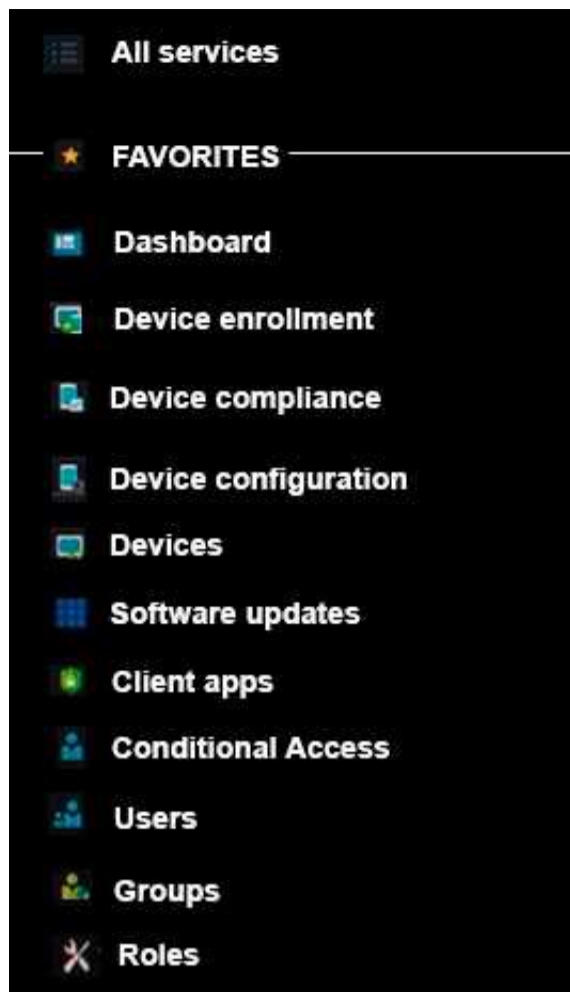 All services
FAVORITES
Dashboard
Device enrollment
Device compliance
Device configuration
Devices
Software updates
Client apps
Conditional Access
Users
Groups
Roles